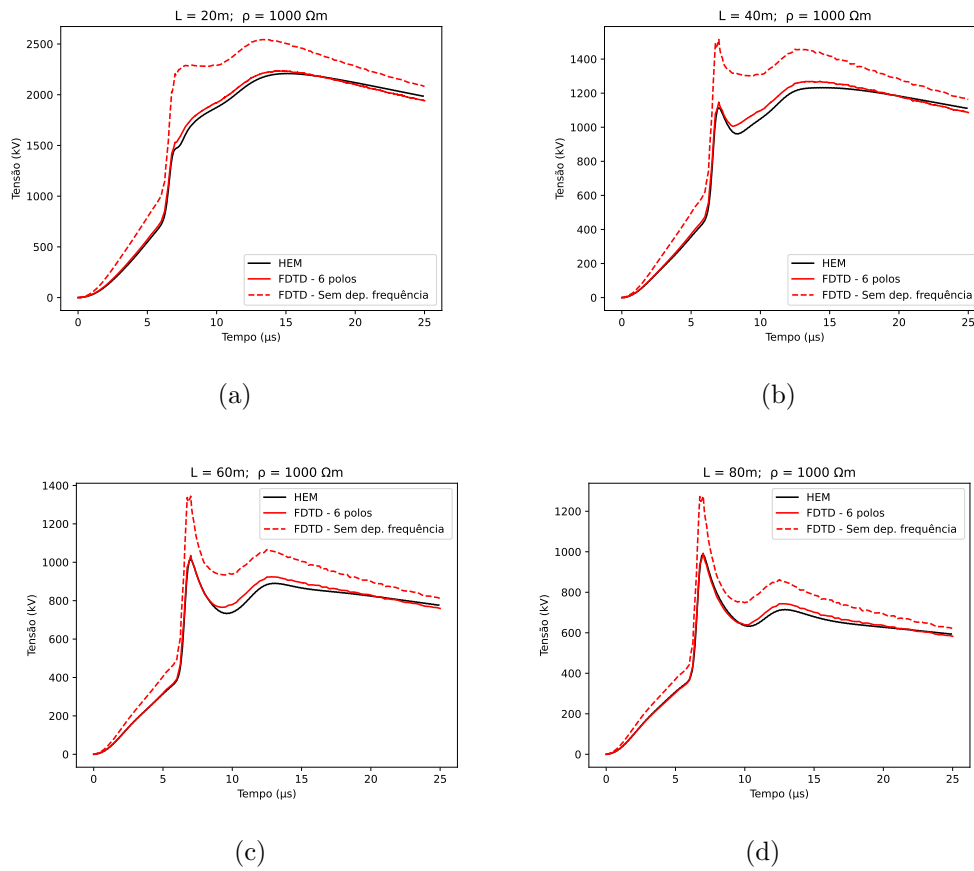 L = 20m;  ρ = 1000 Ωm
Tensão (kV)
2500
2000
1500
1000
500
0
HEM
FDTD - 6 polos
FDTD - Sem dep. frequência
0 5 10 15 20 25
Tempo (μs)
(a)
L = 40m;  ρ = 1000 Ωm
Tensão (kV)
1400
1200
1000
800
600
400
200
0
HEM
FDTD - 6 polos
FDTD - Sem dep. frequência
0 5 10 15 20 25
Tempo (μs)
(b)
L = 60m;  ρ = 1000 Ωm
Tensão (kV)
1400
1200
1000
800
600
400
200
0
HEM
FDTD - 6 polos
FDTD - Sem dep. frequência
0 5 10 15 20 25
Tempo (μs)
(c)
L = 80m;  ρ = 1000 Ωm
Tensão (kV)
1200
1000
800
600
400
200
0
HEM
FDTD - 6 polos
FDTD - Sem dep. frequência
0 5 10 15 20 25
Tempo (μs)
(d)